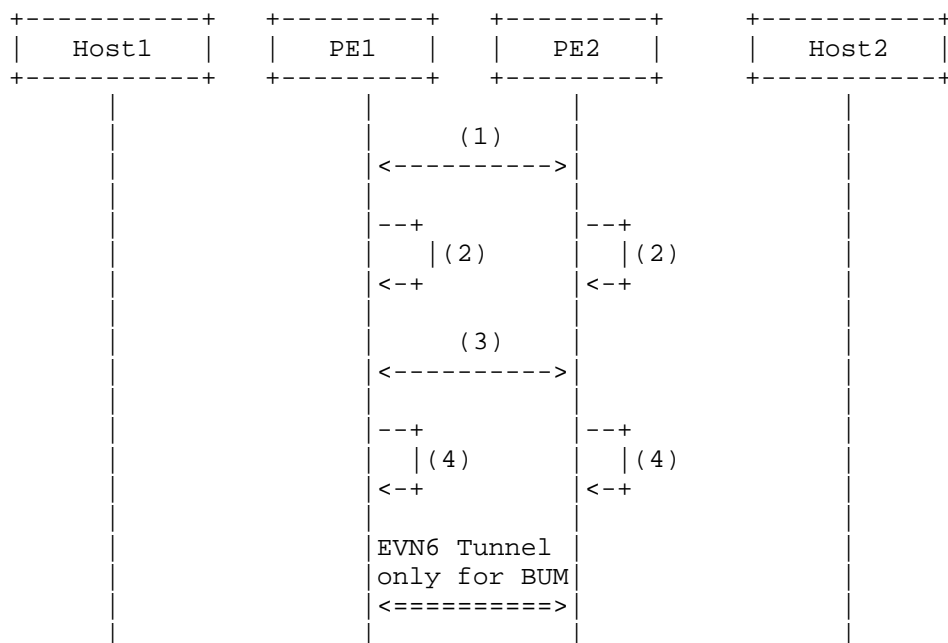 Host1 PE1 PE2 Host2
(1)
(2) (2)
(3)
(4) (4)
EVN6 Tunnel
only for BUM